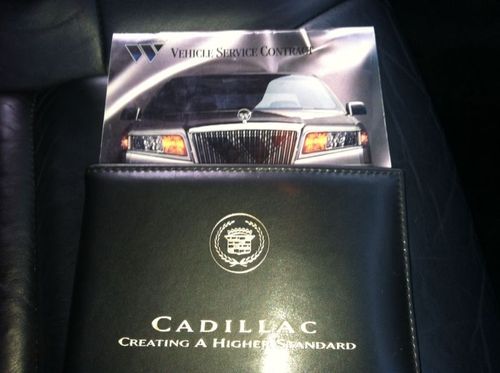 VEHICLE SERVICE CONTRACT
CADILLAC
CREATING A HIGHER STANDARD